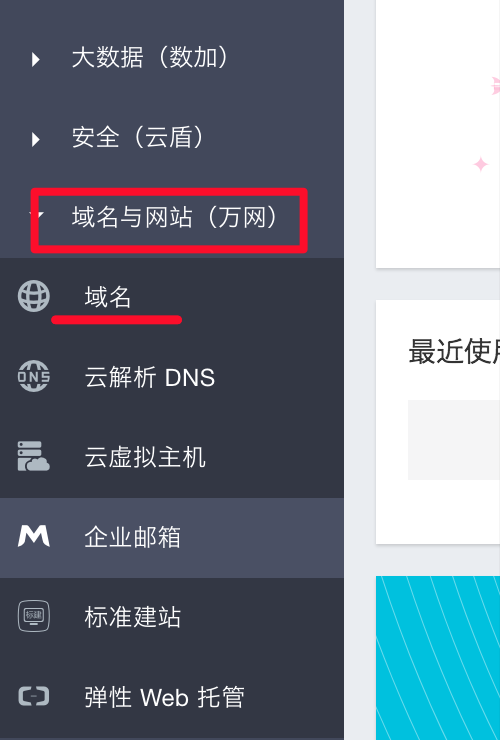 大数据（数加）
安全（云盾）
域名与网站（万网）
域名
云解析 DNS
云虚拟主机
企业邮箱
标准建站
弹性 Web 托管
最近使